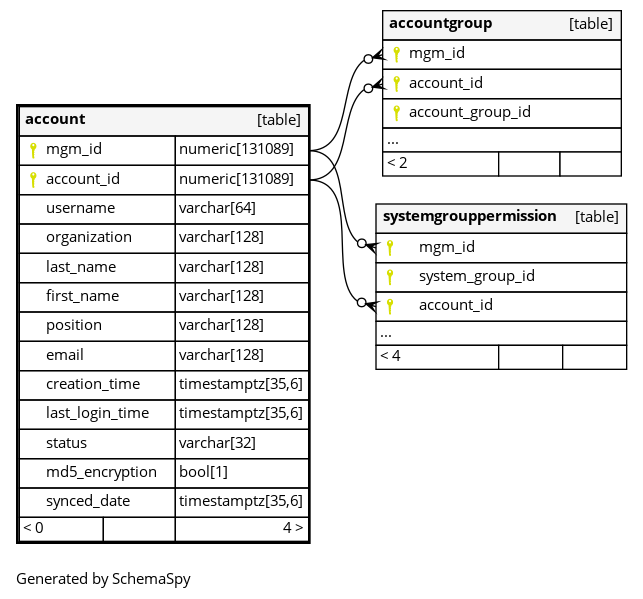 accountgroup [table]
mgm_id
account_id
account_group_id
...
< 2
account [table]
mgm_id numeric[131089]
account_id numeric[131089]
username varchar[64]
organization varchar[128]
last_name varchar[128]
first_name varchar[128]
position varchar[128]
email varchar[128]
creation_time timestamptz[35,6]
last_login_time timestamptz[35,6]
status varchar[32]
md5_encryption bool[1]
synced_date timestamptz[35,6]
< 0 4 >
systemgrouppermission [table]
mgm_id
system_group_id
account_id
...
< 4
Generated by SchemaSpy